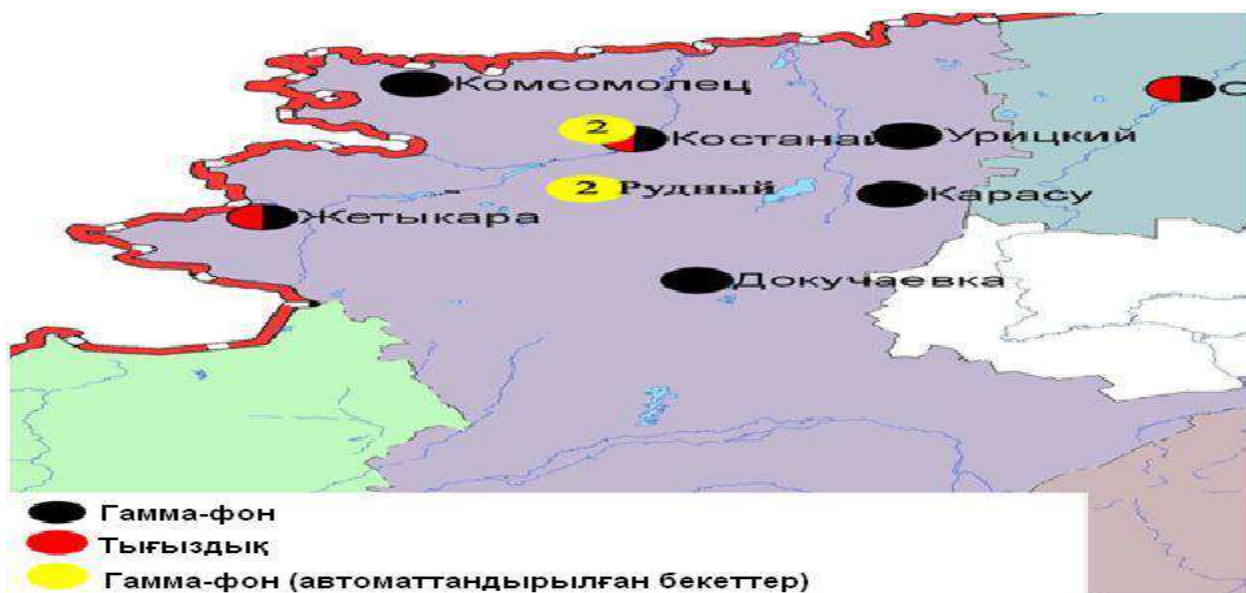 Комсомолец
2
Костанай
Урицкий
2 Рудный
Карасу
Жетыкара
Докучаевка
Гамма-фон
Тығыздық
Гамма-фон (автоматтандырылған бекеттер)